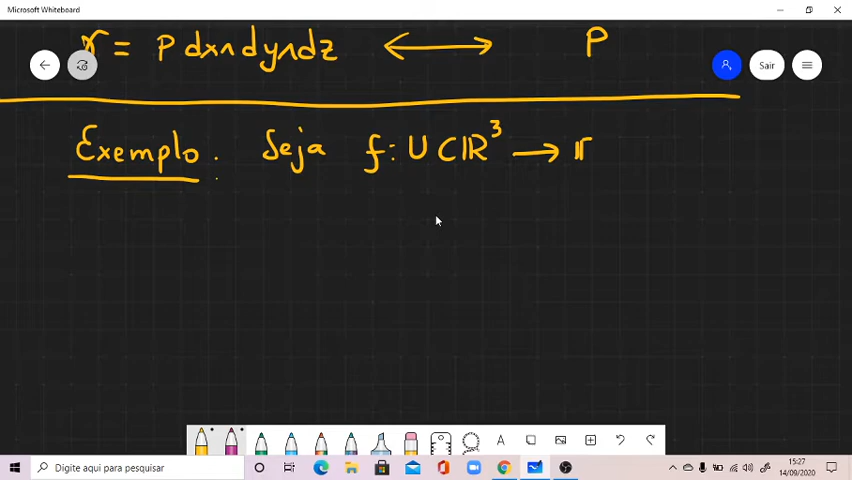 Microsoft Whiteboard
γ = P dx∧dy∧dz ⟷ P
Sair
Exemplo: Seja f: U ⊂ ℝ³ → 
Digite aqui para pesquisar
15:27
14/09/2020